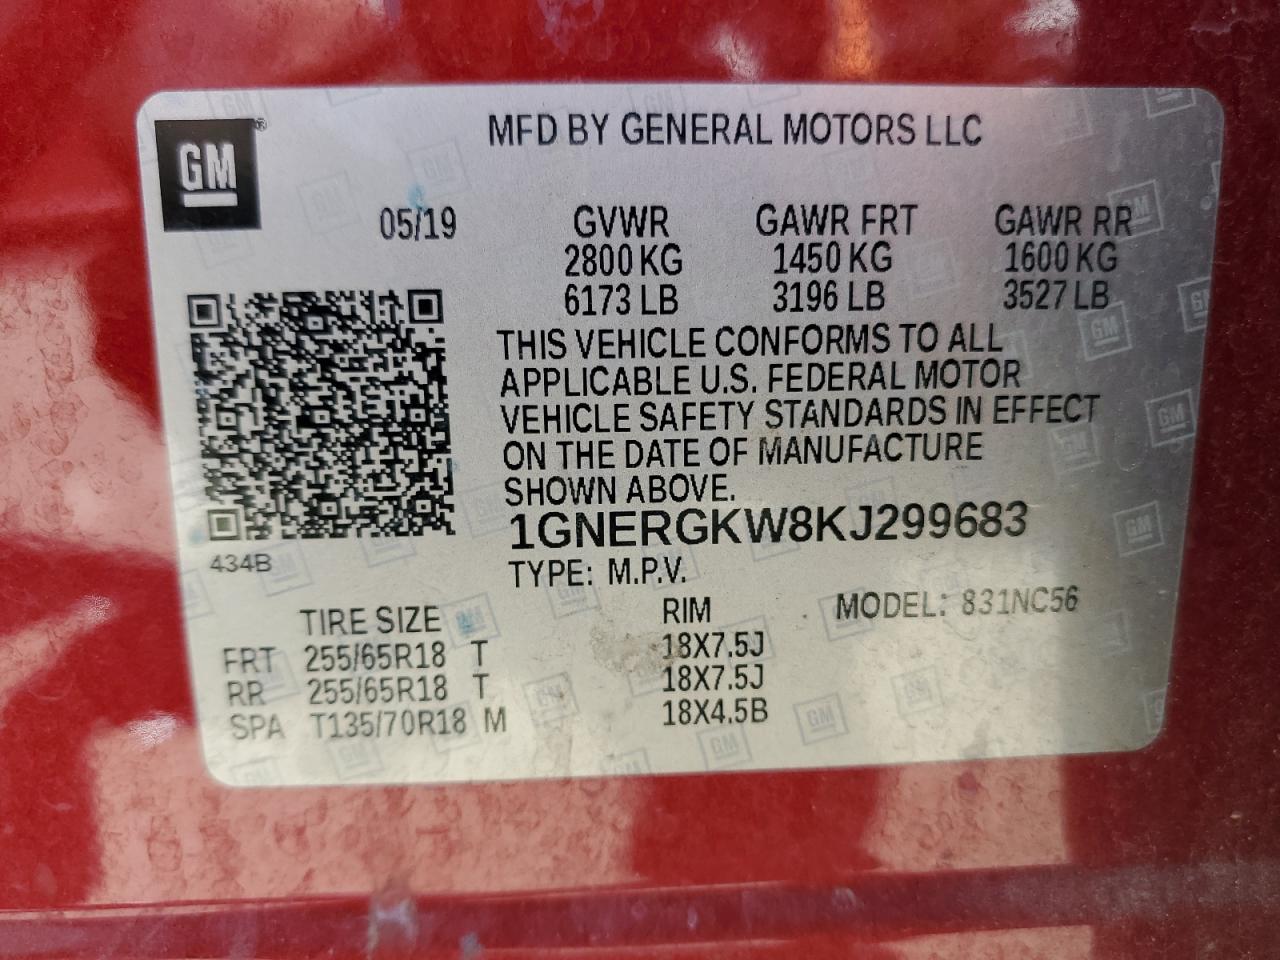 GM
MFD BY GENERAL MOTORS LLC
05/19 GVWR GAWR FRT GAWR RR
2800 KG 1450 KG 1600 KG
6173 LB 3196 LB 3527 LB
THIS VEHICLE CONFORMS TO ALL
APPLICABLE U.S. FEDERAL MOTOR
VEHICLE SAFETY STANDARDS IN EFFECT
ON THE DATE OF MANUFACTURE
SHOWN ABOVE.
1GNERGKW8KJ299683
434B
TYPE: M.P.V.
TIRE SIZE RIM MODEL: 831NC56
FRT 255/65R18 T 18X7.5J
RR 255/65R18 T 18X7.5J
SPA T135/70R18 M 18X4.5B